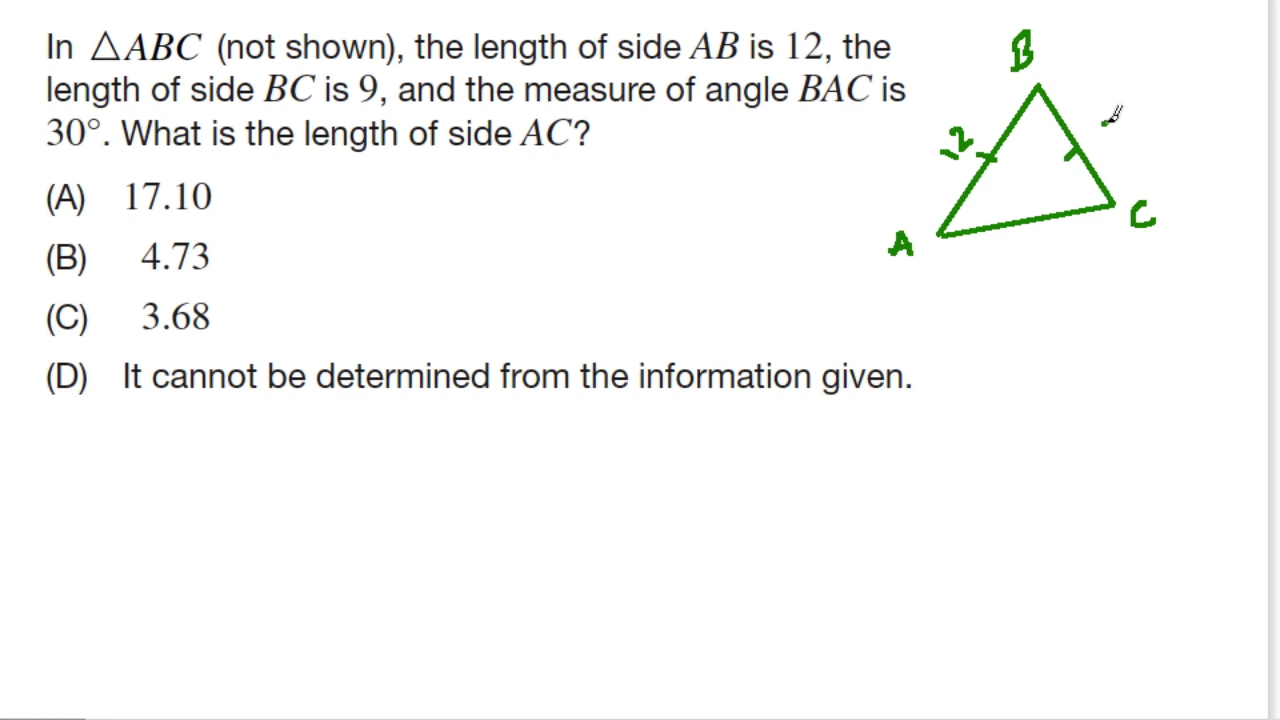 In △ABC (not shown), the length of side AB is 12, the
length of side BC is 9, and the measure of angle BAC is
30°. What is the length of side AC?
(A) 17.10
(B) 4.73
(C) 3.68
(D) It cannot be determined from the information given.
B
12
A
C